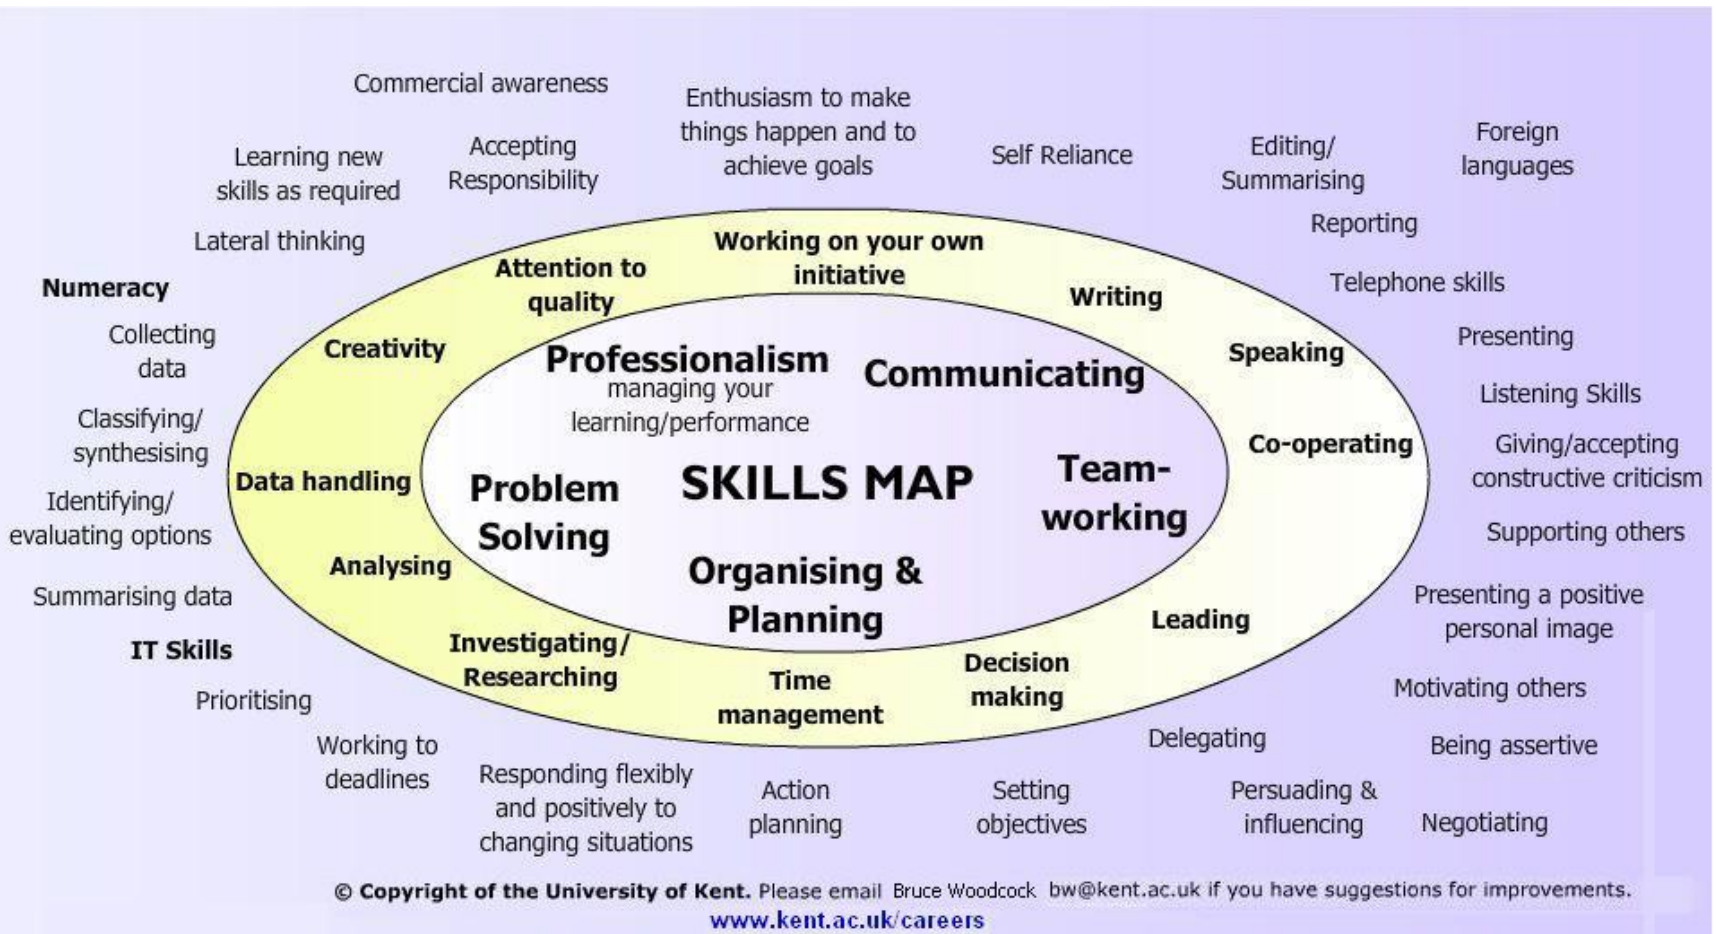 Commercial awareness
Enthusiasm to make
things happen and to
achieve goals
Learning new
skills as required
Accepting
Responsibility
Self Reliance
Editing/
Summarising
Foreign
languages
Reporting
Lateral thinking
Working on your own
initiative
Attention to
quality
Numeracy
Writing
Telephone skills
Collecting
data
Creativity
Professionalism
managing your
learning/performance
Communicating
Speaking
Presenting
Listening Skills
Classifying/
synthesising
Co-operating
Giving/accepting
constructive criticism
Data handling
Problem
Solving
SKILLS MAP
Team-
working
Identifying/
evaluating options
Supporting others
Analysing
Organising &
Planning
Summarising data
Presenting a positive
personal image
Leading
IT Skills
Investigating/
Researching
Time
management
Decision
making
Motivating others
Prioritising
Working to
deadlines
Delegating
Being assertive
Responding flexibly
and positively to
changing situations
Action
planning
Setting
objectives
Persuading &
influencing
Negotiating
© Copyright of the University of Kent. Please email Bruce Woodcock bw@kent.ac.uk if you have suggestions for improvements.
www.kent.ac.uk/careers